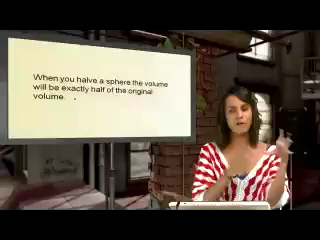 When you halve a sphere the volume
will be exactly half of the original
volume.